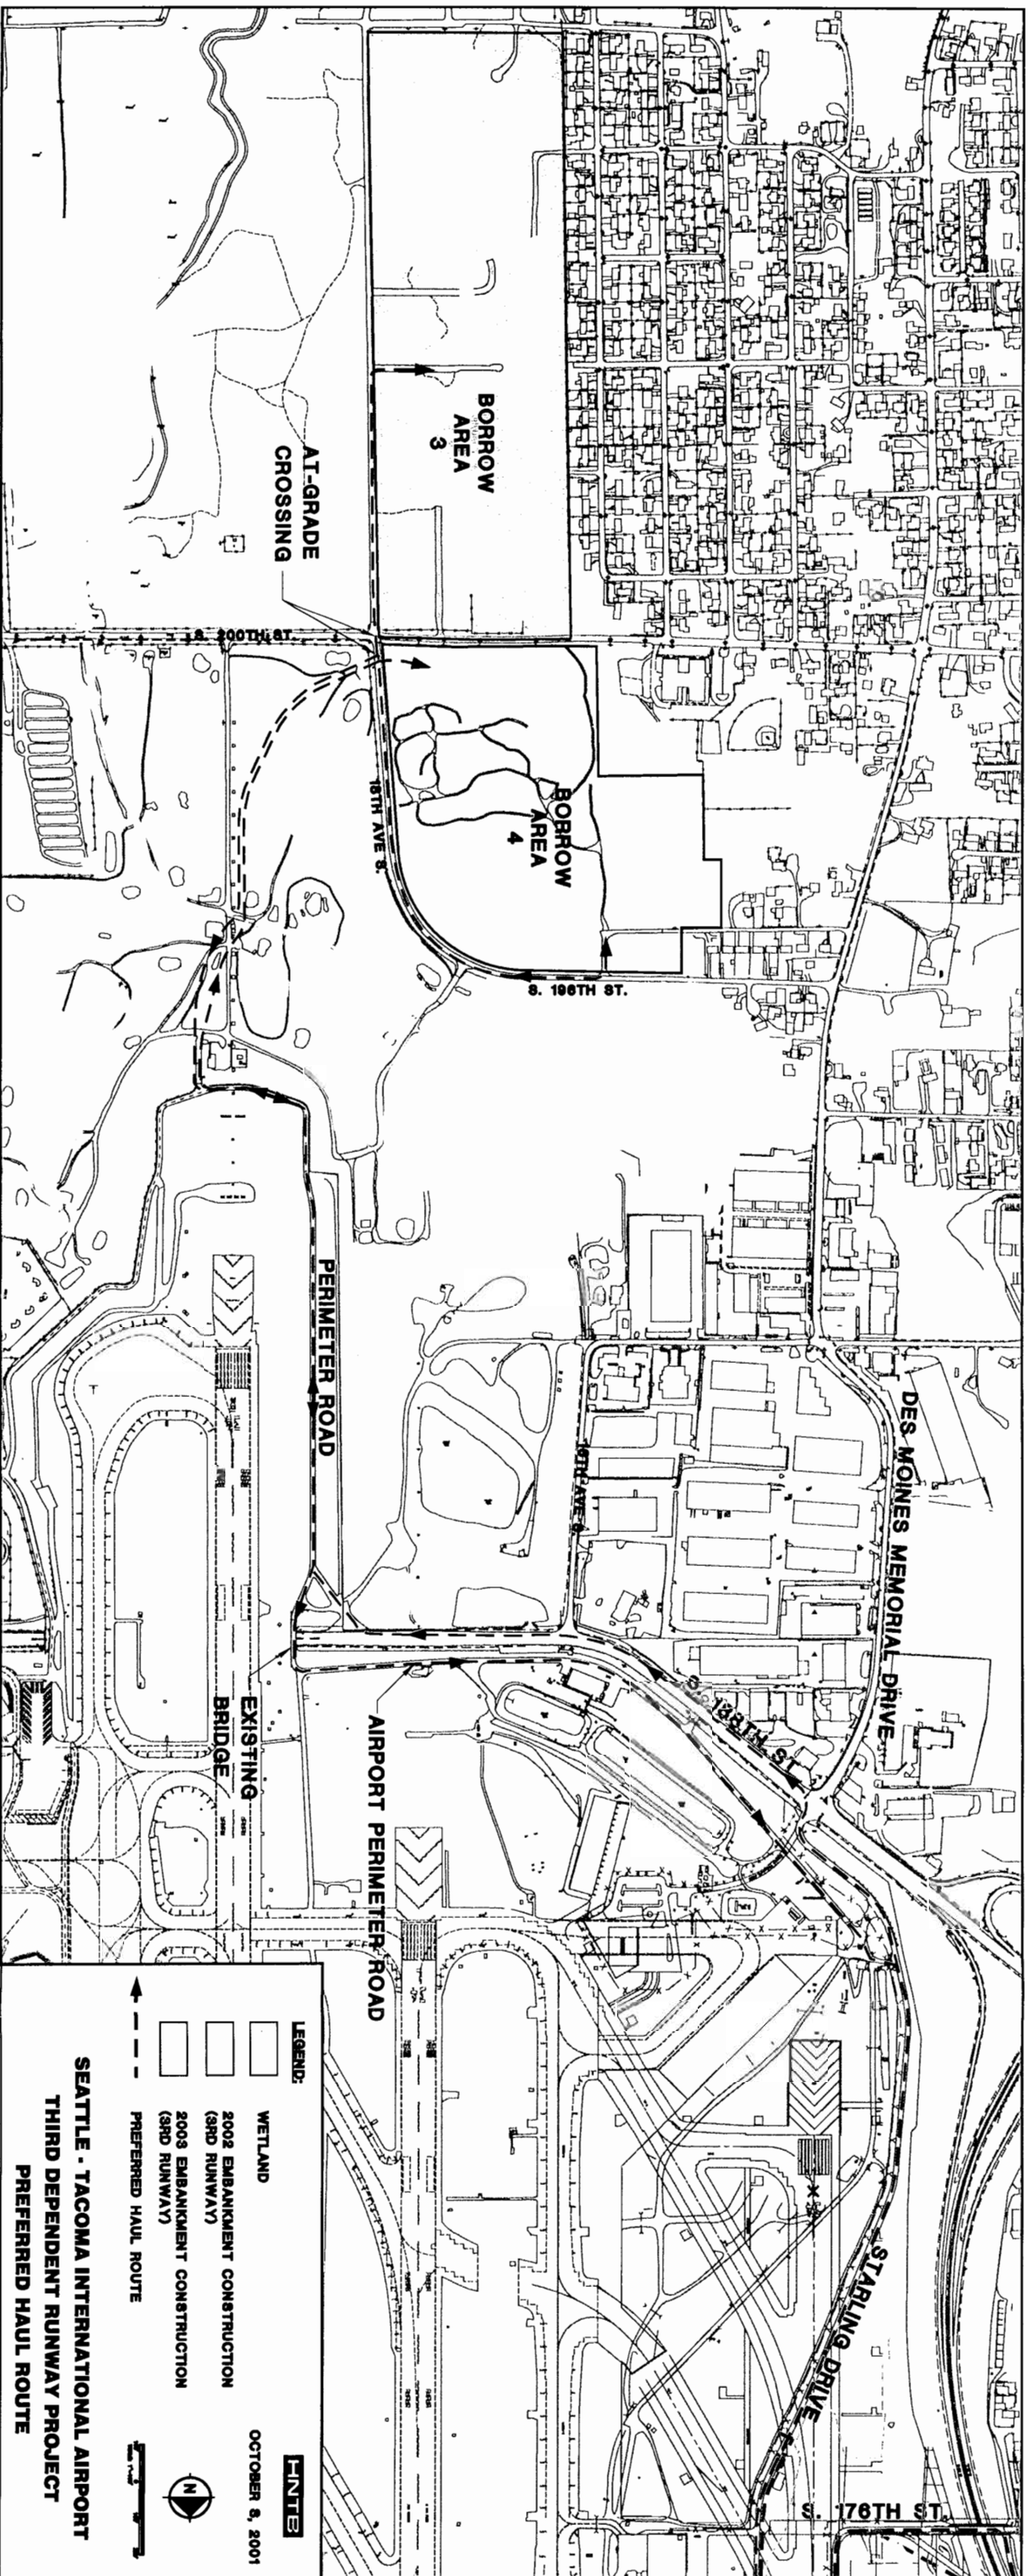 BORROW
AREA
3
AT-GRADE
CROSSING
S. 200TH ST.
18TH AVE S.
BORROW
AREA
4
S. 196TH ST.
PERIMETER ROAD
DES MOINES MEMORIAL DRIVE
16TH AVE S.
S. 188TH ST.
EXISTING
BRIDGE
AIRPORT PERIMETER ROAD
STARLING DRIVE
S. 176TH ST.
LEGEND:
WETLAND
2002 EMBANKMENT CONSTRUCTION
(3RD RUNWAY)
2003 EMBANKMENT CONSTRUCTION
(3RD RUNWAY)
PREFERRED HAUL ROUTE
HNTB
OCTOBER 8, 2001
N
SEATTLE - TACOMA INTERNATIONAL AIRPORT
THIRD DEPENDENT RUNWAY PROJECT
PREFERRED HAUL ROUTE